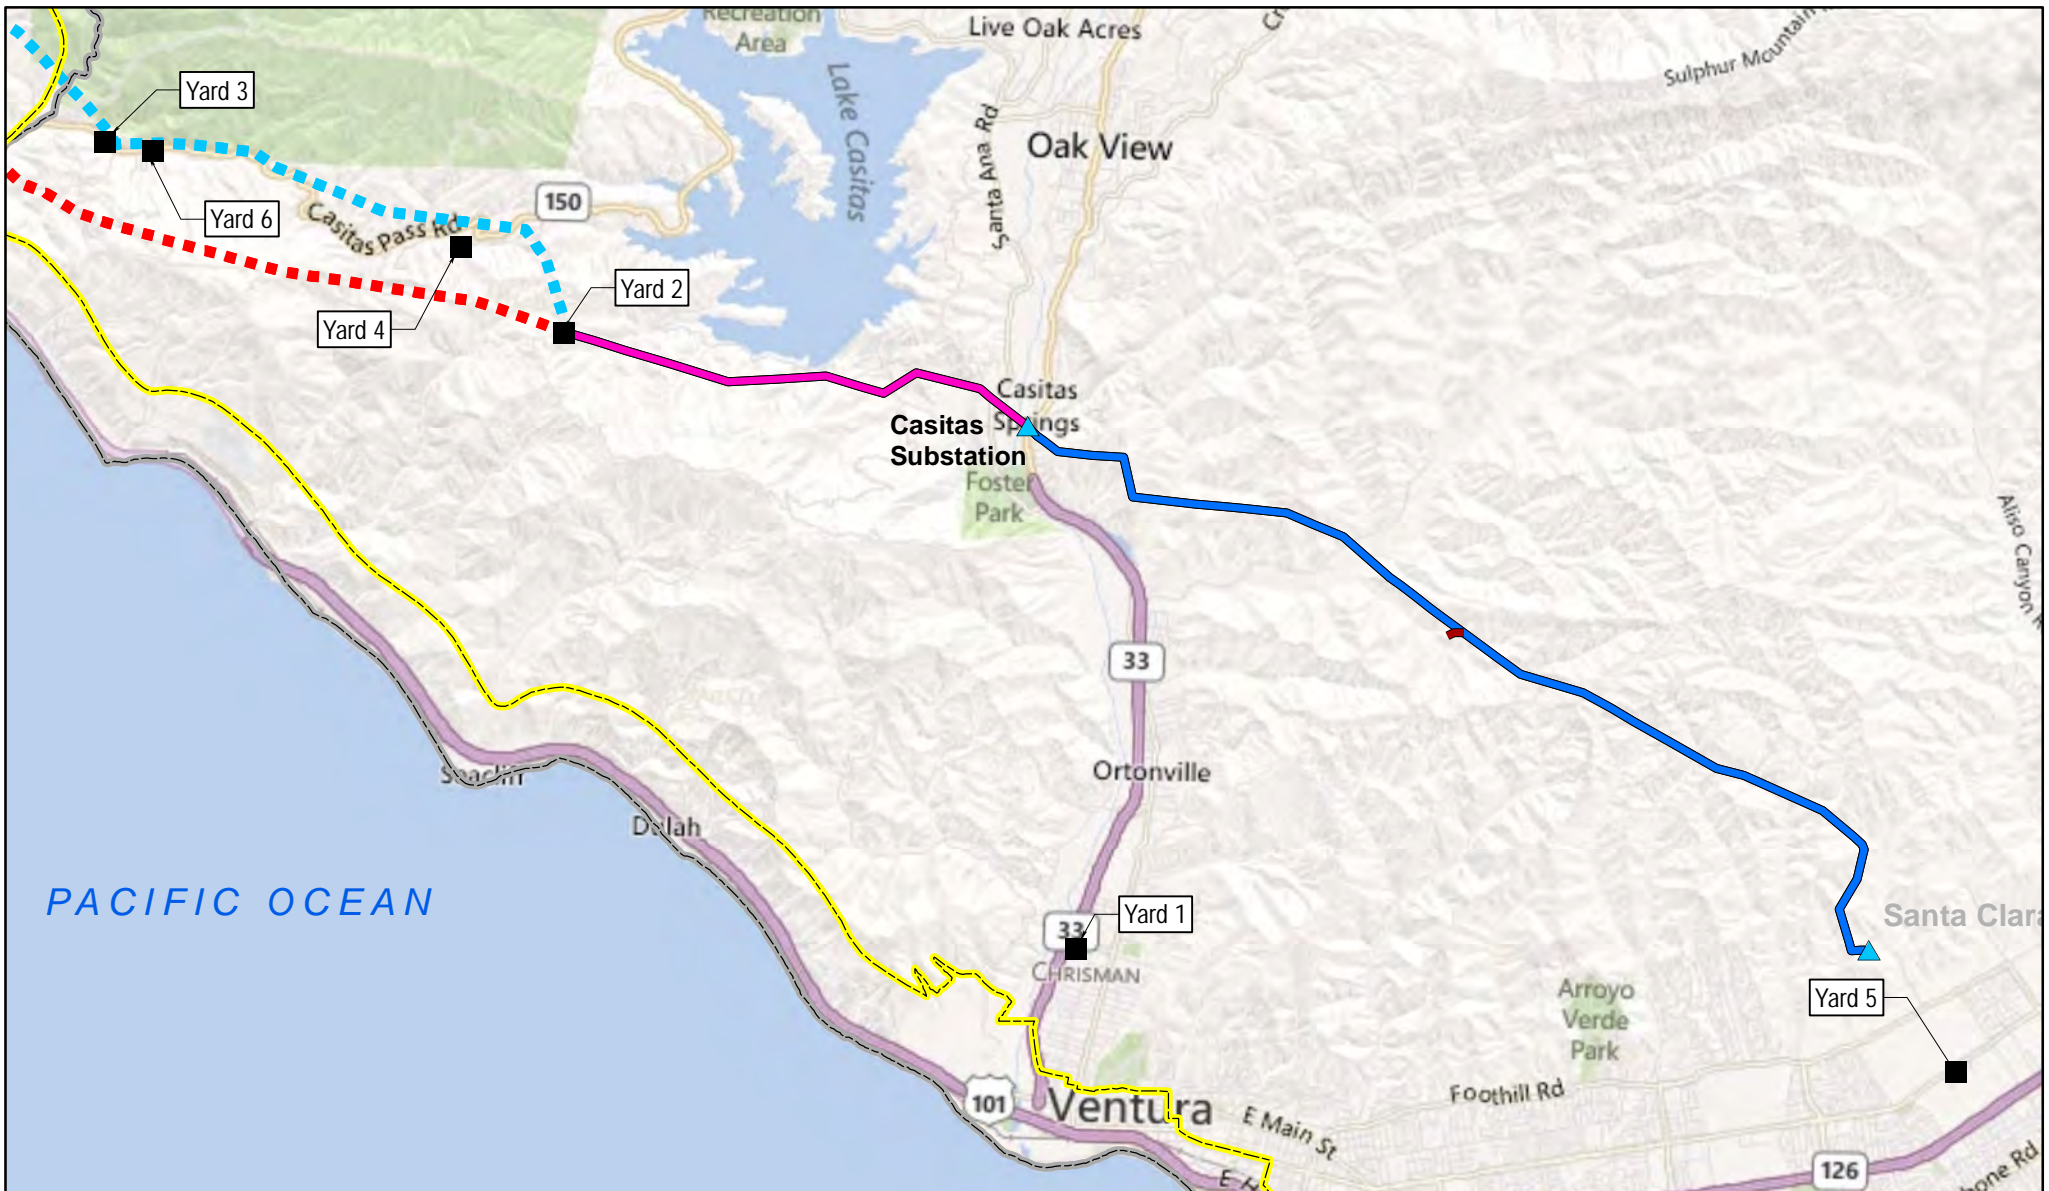 Recreation
Area
Live Oak Acres
Sulphur Mountain
Yard 3
Lake Casitas
Santa Ana Rd
Oak View
150
Yard 6
Casitas Pass Rd
Yard 2
Yard 4
Casitas
Springs
Casitas
Substation
Foster
Park
Aliso Canyon
33
Ortonville
Seacliff
Dulah
PACIFIC OCEAN
Yard 1
33
CHRISMAN
Santa Clara
Arroyo
Verde
Park
Yard 5
Foothill Rd
101
Ventura
E Main St
126